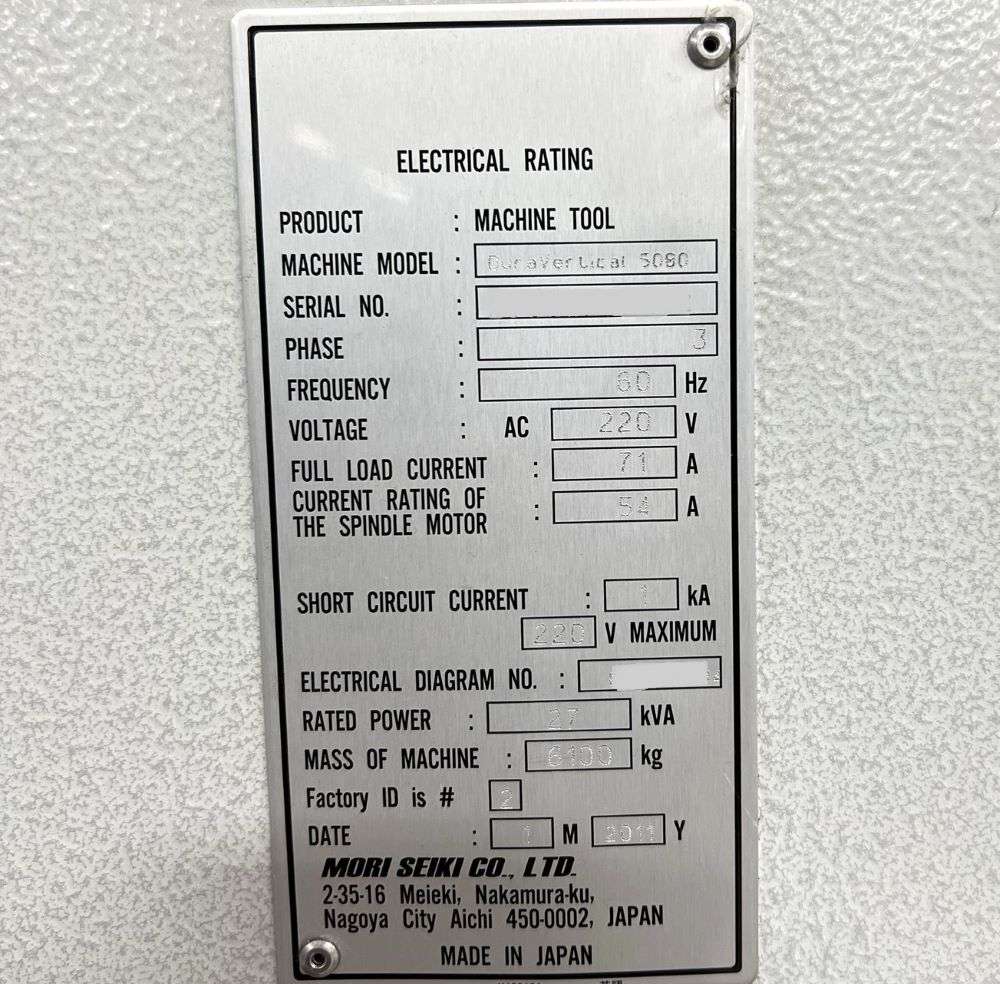 ELECTRICAL RATING
PRODUCT : MACHINE TOOL
MACHINE MODEL : DuraVertical 5080
SERIAL NO. :
PHASE : 3
FREQUENCY : 60 Hz
VOLTAGE : AC 220 V
FULL LOAD CURRENT : 71 A
CURRENT RATING OF
THE SPINDLE MOTOR : 54 A
SHORT CIRCUIT CURRENT : 1 kA
220 V MAXIMUM
ELECTRICAL DIAGRAM NO. :
RATED POWER : 27 kVA
MASS OF MACHINE : 6100 kg
Factory ID is # 2
DATE : 1 M 2011 Y
MORI SEIKI CO., LTD.
2-35-16 Meieki, Nakamura-ku,
Nagoya City Aichi 450-0002, JAPAN
MADE IN JAPAN